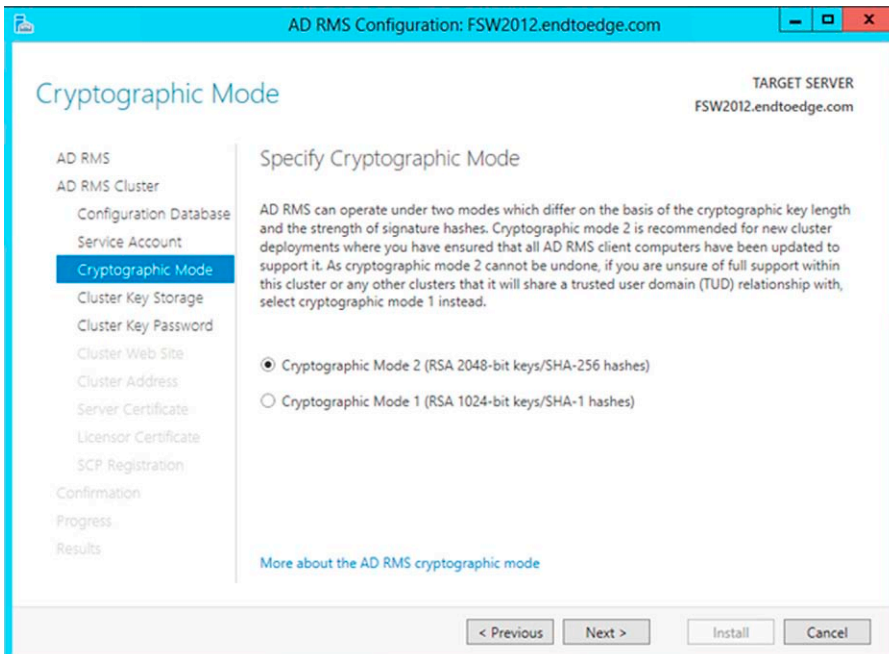 AD RMS Configuration: FSW2012.endtoedge.com
Cryptographic Mode
TARGET SERVER
FSW2012.endtoedge.com
AD RMS
AD RMS Cluster
Configuration Database
Service Account
Cryptographic Mode
Cluster Key Storage
Cluster Key Password
Cluster Web Site
Cluster Address
Server Certificate
Licensor Certificate
SCP Registration
Confirmation
Progress
Results
Specify Cryptographic Mode
AD RMS can operate under two modes which differ on the basis of the cryptographic key length
and the strength of signature hashes. Cryptographic mode 2 is recommended for new cluster
deployments where you have ensured that all AD RMS client computers have been updated to
support it. As cryptographic mode 2 cannot be undone, if you are unsure of full support within
this cluster or any other clusters that it will share a trusted user domain (TUD) relationship with,
select cryptographic mode 1 instead.
Cryptographic Mode 2 (RSA 2048-bit keys/SHA-256 hashes)
Cryptographic Mode 1 (RSA 1024-bit keys/SHA-1 hashes)
More about the AD RMS cryptographic mode
< Previous
Next >
Install
Cancel